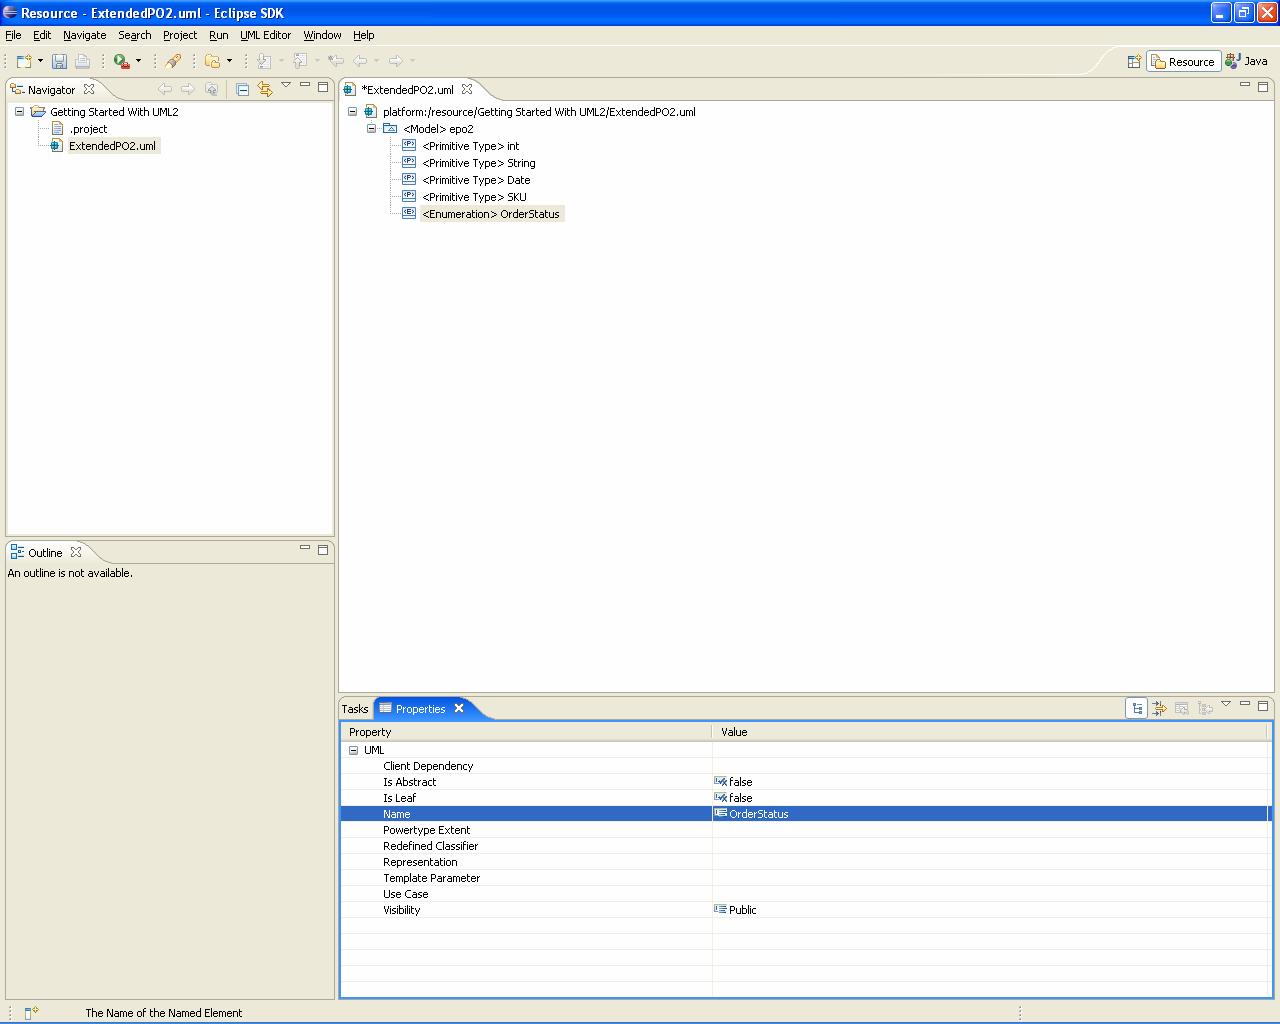 Resource - ExtendedPO2.uml - Eclipse SDK
File Edit Navigate Search Project Run UML Editor Window Help
Resource Java
Navigator
Getting Started With UML2
.project
ExtendedPO2.uml
*ExtendedPO2.uml
platform:/resource/Getting Started With UML2/ExtendedPO2.uml
<Model> epo2
<Primitive Type> int
<Primitive Type> String
<Primitive Type> Date
<Primitive Type> SKU
<Enumeration> OrderStatus
Outline
An outline is not available.
Tasks Properties
Property Value
UML
Client Dependency
Is Abstract false
Is Leaf false
Name OrderStatus
Powertype Extent
Redefined Classifier
Representation
Template Parameter
Use Case
Visibility Public
The Name of the Named Element